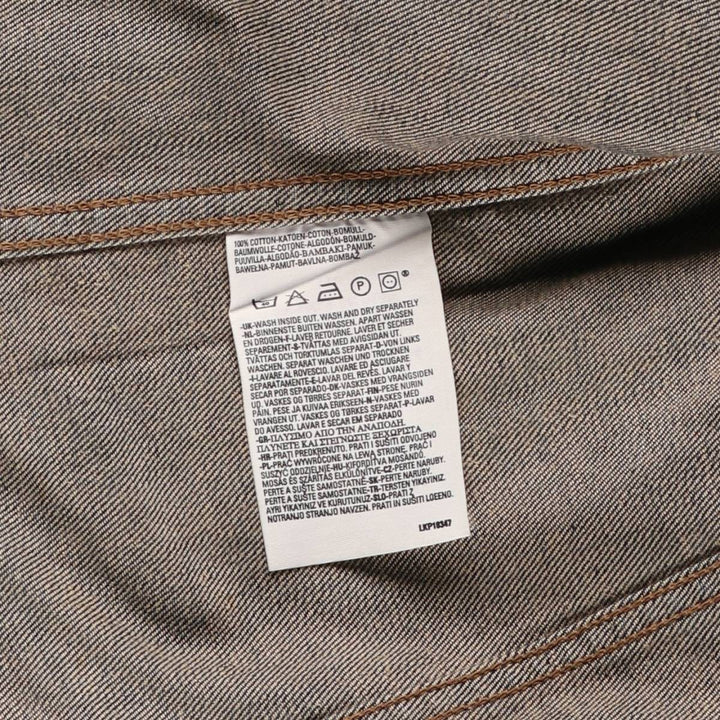 100% COTTON-KATOEN-COTON-BOMULL-
BAUMWOLLE-COTONE-ALGODÓN-BOMULD-
PUUVILLA-ALGODÃO-ΒΑΜΒΑΚΙ-PAMUK-
BAWEŁNA-PAMUT-BAVLNA-BOMBAŽ
P
®
-UK-WASH INSIDE OUT. WASH AND DRY SEPARATELY
-NL-BINNENSTE BUITEN WASSEN. APART WASSEN
EN DROGEN-F-LAVER RETOURNE. LAVER ET SECHER
SEPAREMENT-S-TVÄTTAS MED AVIGSIDAN UT.
TVÄTTAS OCH TORKTUMLAS SEPARAT-D-VON LINKS
WASCHEN. SEPARAT WASCHEN UND TROCKNEN
-I-LAVARE AL ROVESCIO. LAVARE ED ASCIUGARE
SEPARATAMENTE-E-LAVAR DEL REVÉS. LAVAR Y
SECAR POR SEPARADO-DK-VASKES MED VRANGSIDEN
UD. VASKES OG TØRRES SEPARAT-FIN-PESE NURIN
PÄIN. PESE JA KUIVAA ERIKSEEN-N-VASKES MED
VRANGEN UT. VASKES OG TØRKES SEPARAT-P-LAVAR
DO AVESSO. LAVAR E SECAR EM SEPARADO
-GR-ΠΛΥΣΙΜΟ ΑΠΟ ΤΗΝ ΑΝΑΠΟΔΗ.
ΠΛΥΝΕΤΕ ΚΑΙ ΣΤΕΓΝΩΣΤΕ ΞΕΧΩΡΙΣΤΑ
-HR-PRATI PREOKRENUTO. PRATI I SUŠITI ODVOJENO
-PL-PRAĆ WYWRÓCONE NA LEWĄ STRONĘ. PRAĆ I
SUSZYĆ ODDZIELNIE-HU-KIFORDÍTVA MOSANDÓ.
MOSÁS ÉS SZÁRÍTÁS ELKÜLÖNÍTVE-CZ-PERTE NARUBY.
PERTE A SUŠTE SAMOSTATNĚ-SK-PERTE NARUBY.
PERTE A SUŠTE SAMOSTATNE-TR-TERSTEN YIKAYINIZ.
AYRI YIKAYINIZ VE KURUTUNUZ-SLO-PRATI Z
NOTRANJO STRANJO NAVZEN. PRATI IN SUŠITI LOČENO.
LKP18347